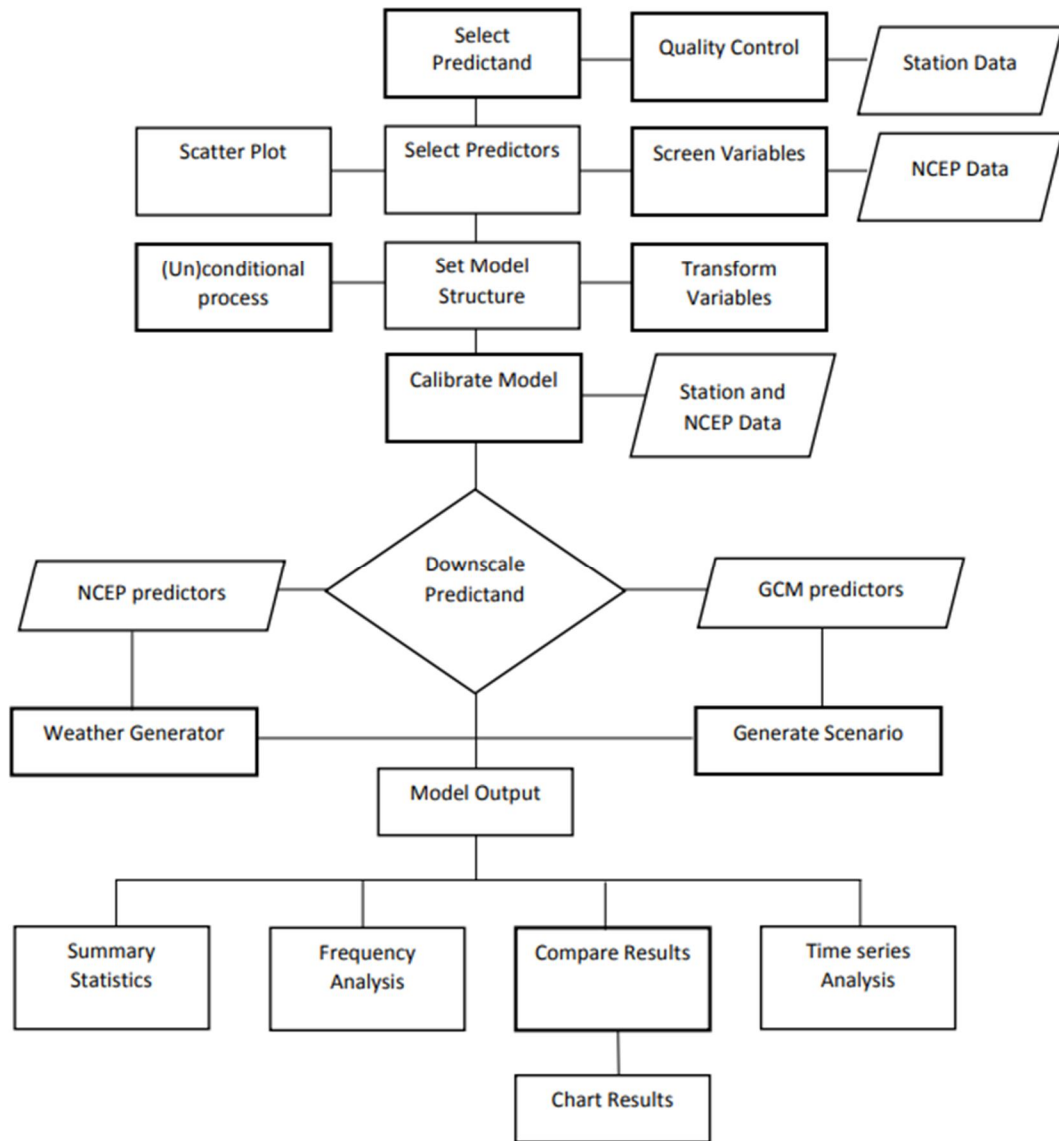 Select
Predictand
Quality Control
Station Data
Scatter Plot
Select Predictors
Screen Variables
NCEP Data
(Un)conditional
process
Set Model
Structure
Transform
Variables
Calibrate Model
Station and
NCEP Data
Downscale
Predictand
NCEP predictors
GCM predictors
Weather Generator
Generate Scenario
Model Output
Summary
Statistics
Frequency
Analysis
Compare Results
Time series
Analysis
Chart Results